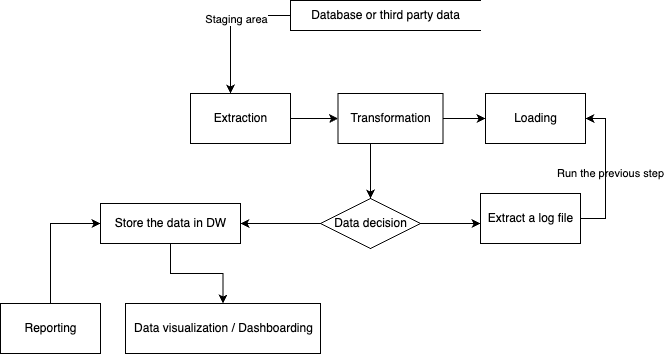 Database or third party data
Staging area
Extraction
Transformation
Loading
Run the previous step
Store the data in DW
Data decision
Extract a log file
Reporting
Data visualization / Dashboarding